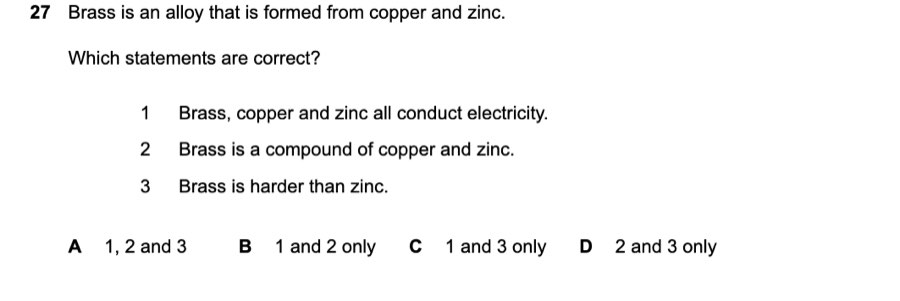 27 Brass is an alloy that is formed from copper and zinc.
Which statements are correct?
1 Brass, copper and zinc all conduct electricity.
2 Brass is a compound of copper and zinc.
3 Brass is harder than zinc.
A 1, 2 and 3 B 1 and 2 only C 1 and 3 only D 2 and 3 only